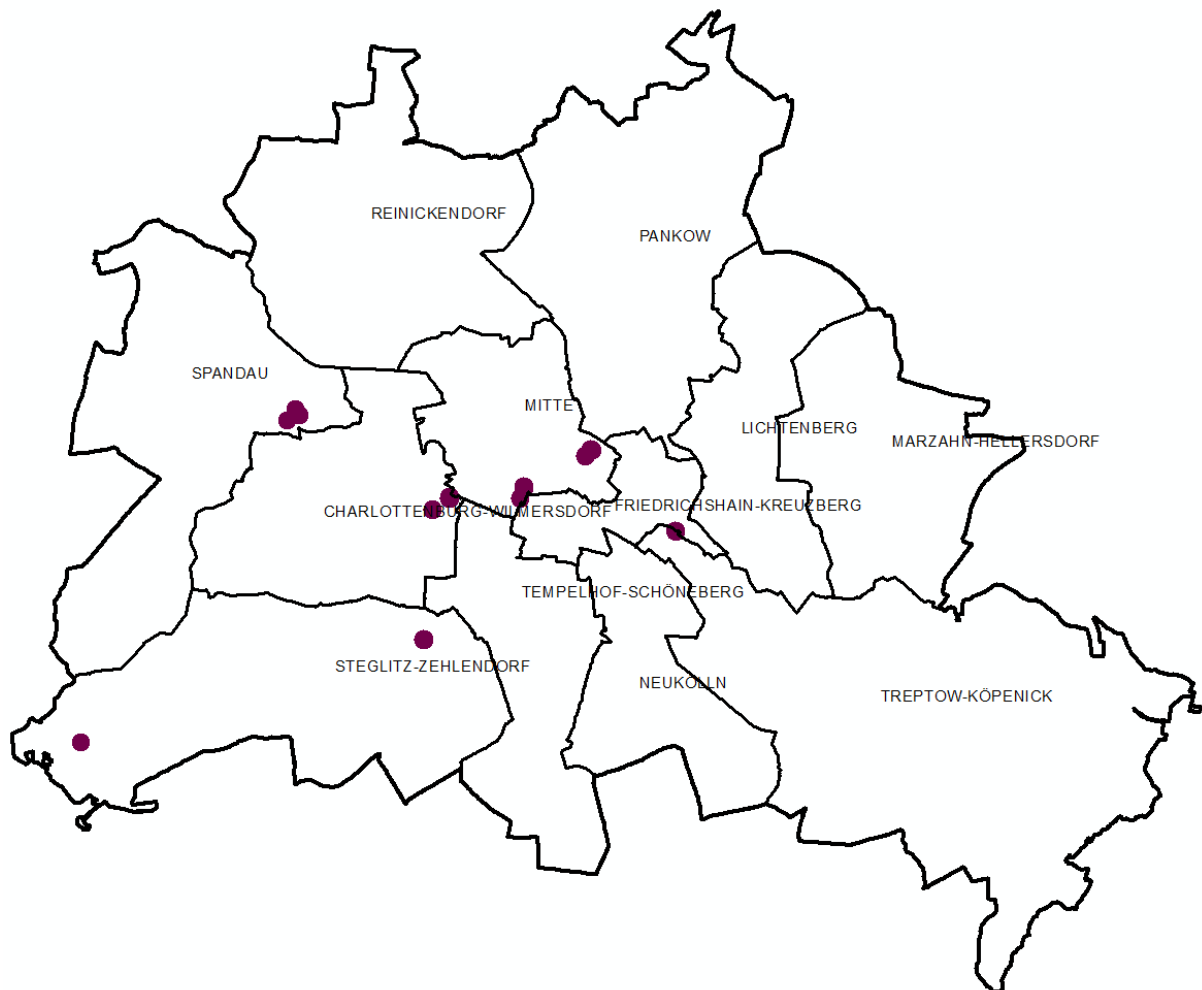 REINICKENDORF
PANKOW
SPANDAU
MITTE
LICHTENBERG
MARZAHN-HELLERSDORF
CHARLOTTENBURG-WILMERSDORF
FRIEDRICHSHAIN-KREUZBERG
TEMPELHOF-SCHÖNEBERG
STEGLITZ-ZEHLENDORF
NEUKÖLLN
TREPTOW-KÖPENICK